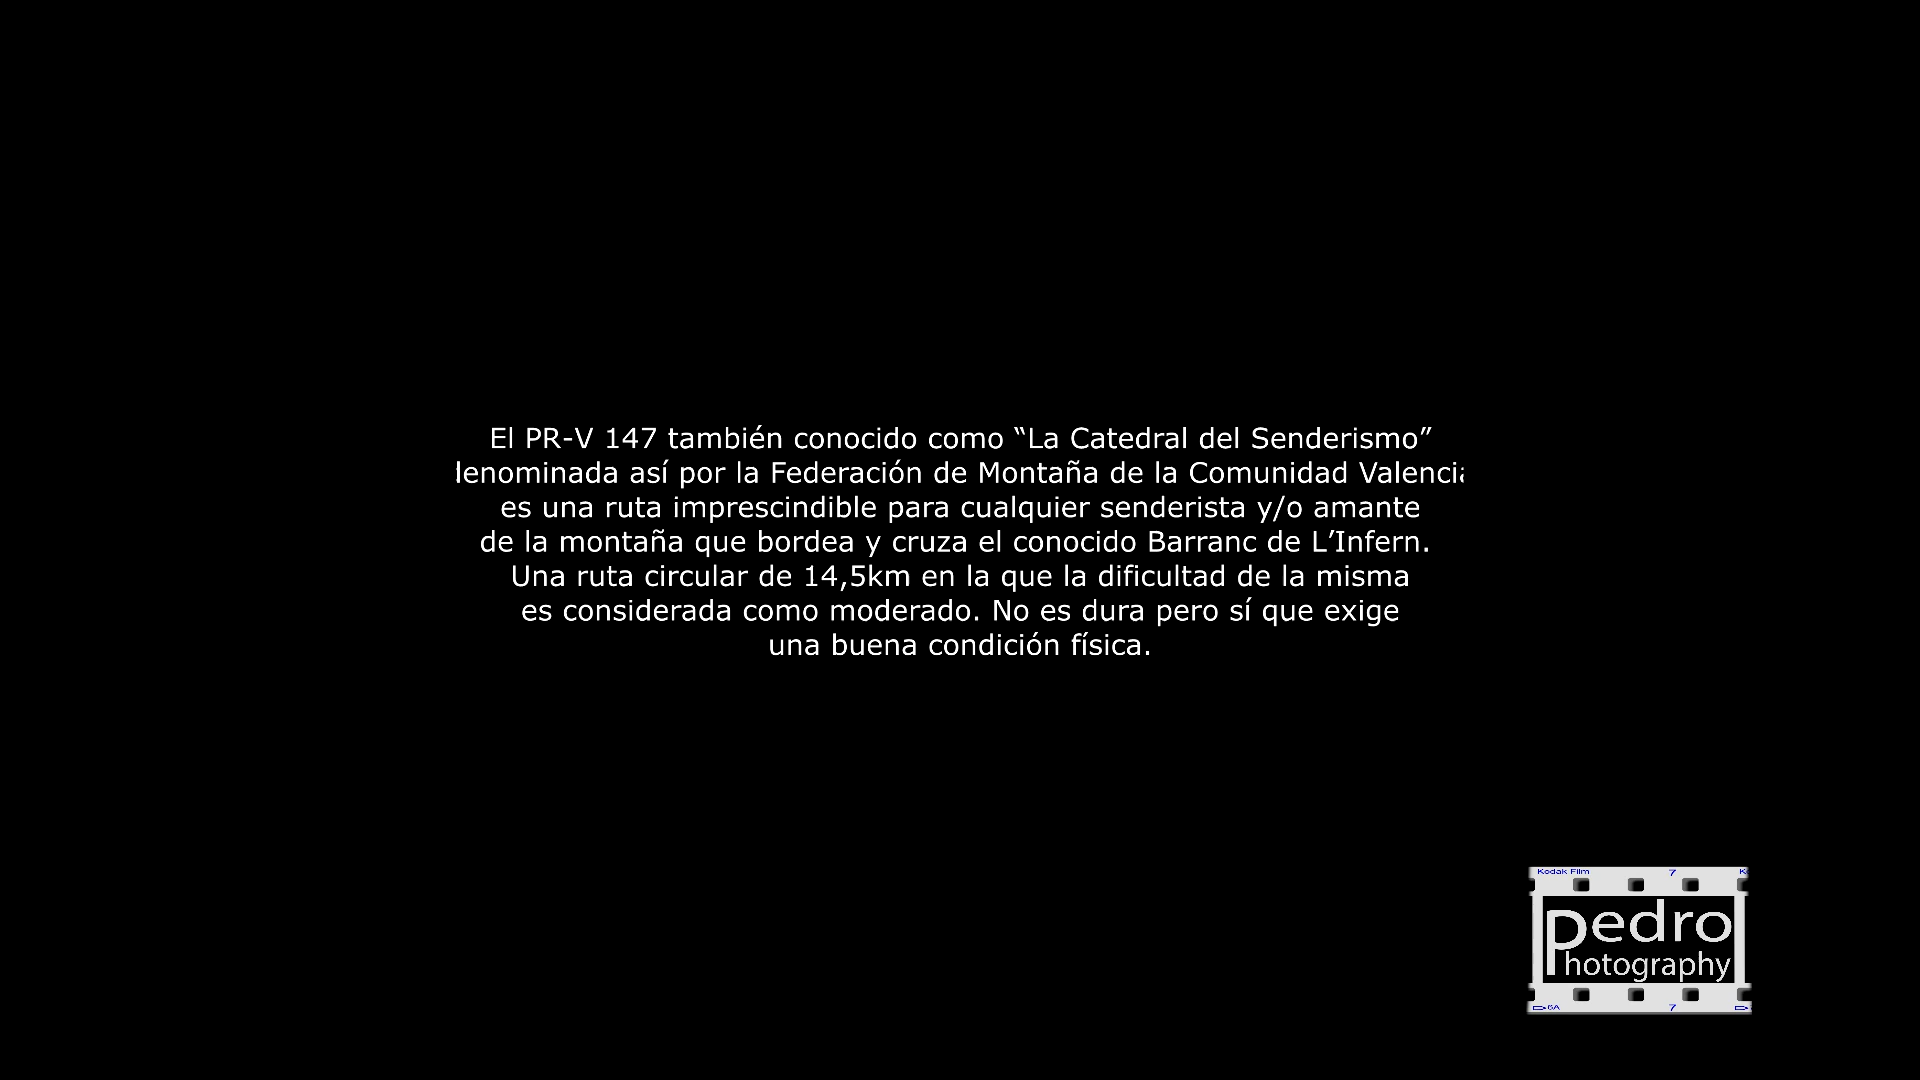 El PR-V 147 también conocido como “La Catedral del Senderismo”
así por la Federación de Montaña de la Comunidad
es una ruta imprescindible para cualquier senderista y/o amante
de la montaña que bordea y cruza el conocido Barranc de L’Infern.
Una ruta circular de 14,5km en la que la dificultad de la misma
es considerada como moderado. No es dura pero sí que exige
una buena condición física.
Kodak Film 7
pedro
Photography
6A 7